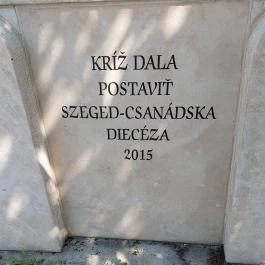 KRÍŽ DALA
POSTAVIŤ
SZEGED-CSANÁDSKA
DIECÉZA
2015